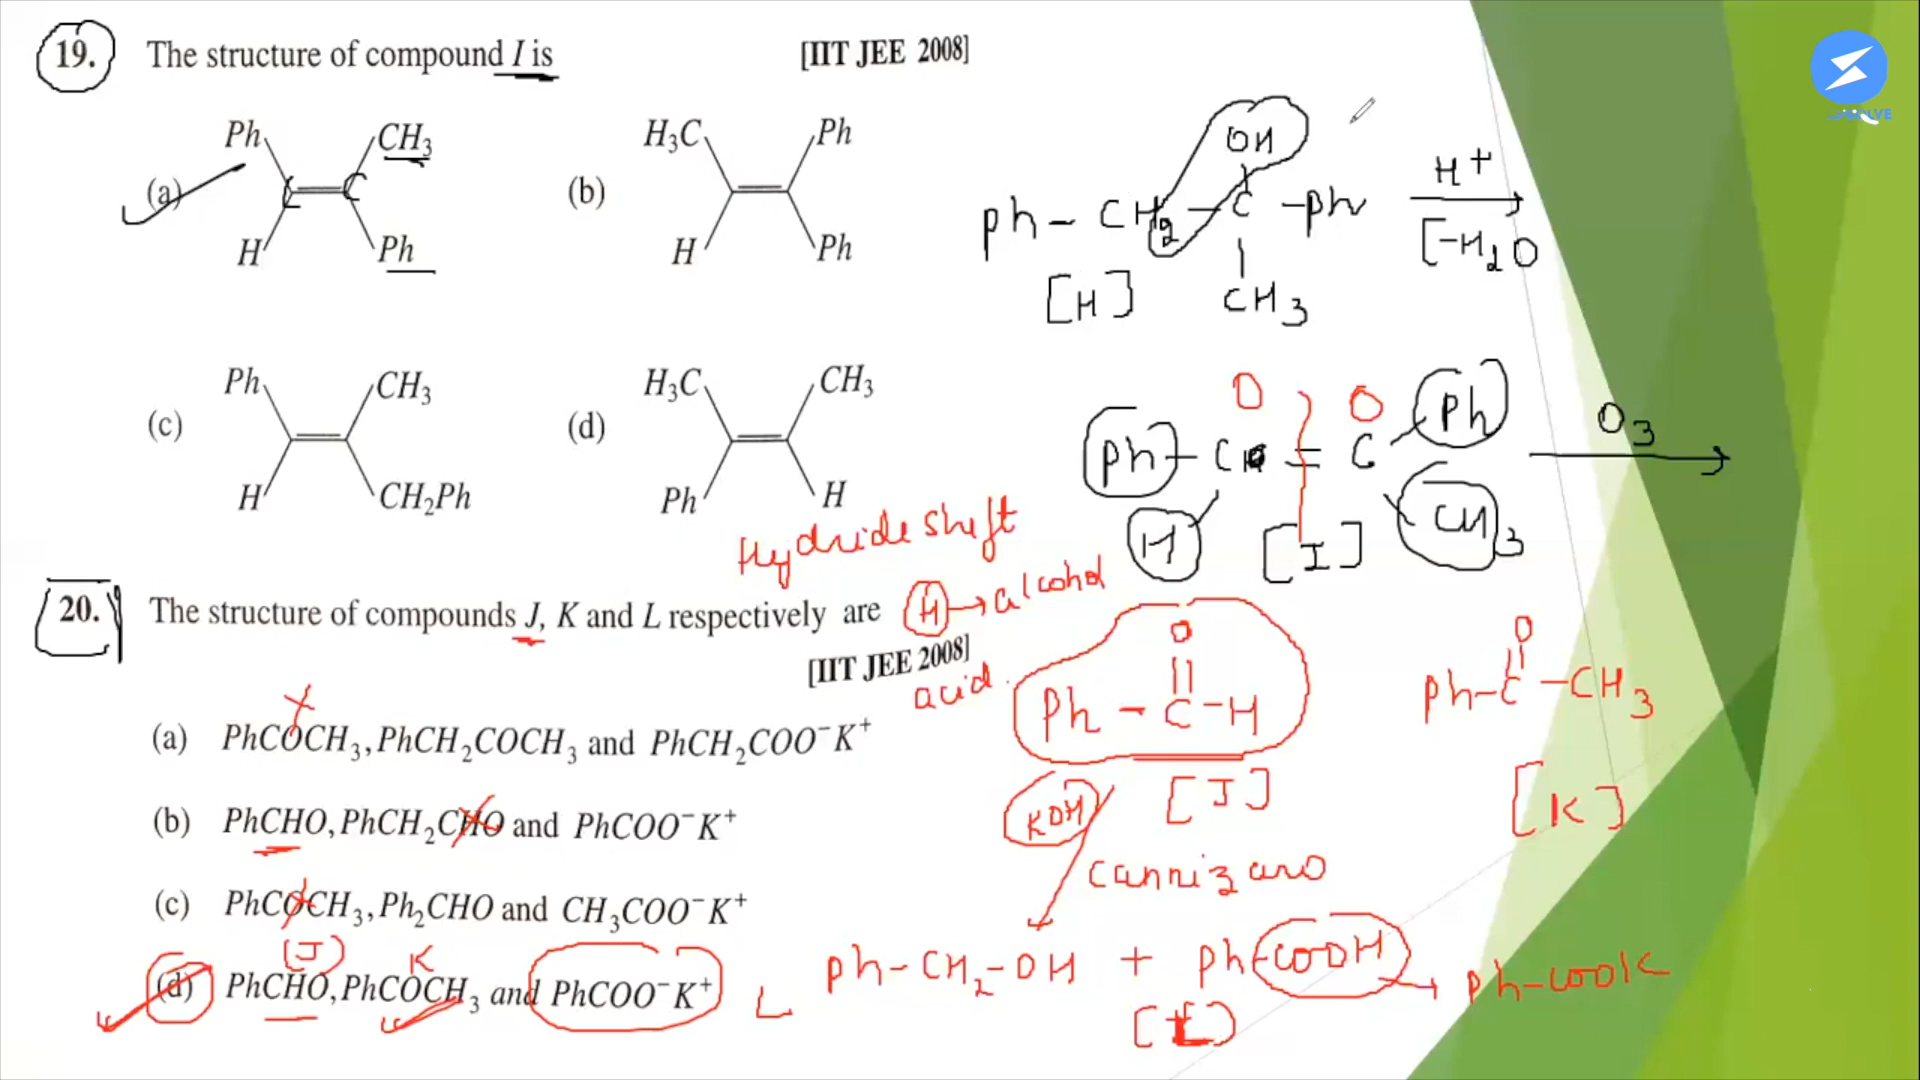 19. The structure of compound I is [IIT JEE 2008]
Ph CH₃ H₃C Ph
(a) C C (b)
H Ph H Ph
Ph CH₃ H₃C CH₃
(c) (d)
H CH₂Ph Ph H
OH
Ph – CH₂ – C – Ph H+
[–H₂O
[H] CH₃
O O Ph
Ph – C = C O₃
H [I] CH₃
Hydride shift
H → alcohol
acid
20. The structure of compounds J, K and L respectively are
[IIT JEE 2008]
(a) PhCOCH₃, PhCH₂COCH₃ and PhCH₂COO⁻K⁺
(b) PhCHO, PhCH₂CHO and PhCOO⁻K⁺
(c) PhCOCH₃, Ph₂CHO and CH₃COO⁻K⁺
(J) K
(d) PhCHO, PhCOCH₃ and PhCOO⁻K⁺
O
Ph – C – H
[J]
O
Ph – C – CH₃
[K]
KOH
cannizaro
L Ph – CH₂ – OH + Ph – COOH → Ph – COOK
[L]